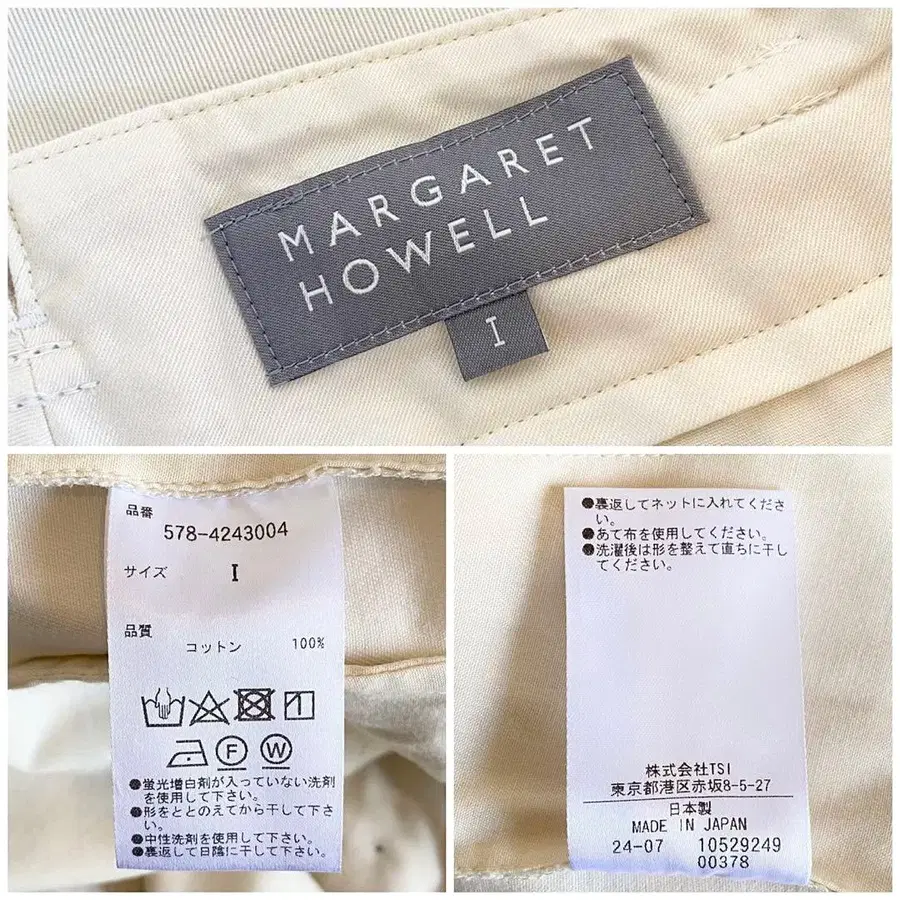 MARGARET
HOWELL
I
品番
578-4243004
サイズ I
品質
コットン 100%
F W
●蛍光増白剤が入っていない洗剤
を使用して下さい。
●形をととのえてから干して下さ
い。
●中性洗剤を使用して下さい。
●裏返して日陰に干して下さい。
●裏返してネットに入れてくださ
い。
●あて布を使用してください。
●洗濯後は形を整えて直ちに干し
てください。
株式会社TSI
東京都港区赤坂8-5-27
日本製
MADE IN JAPAN
24-07 10529249
00378